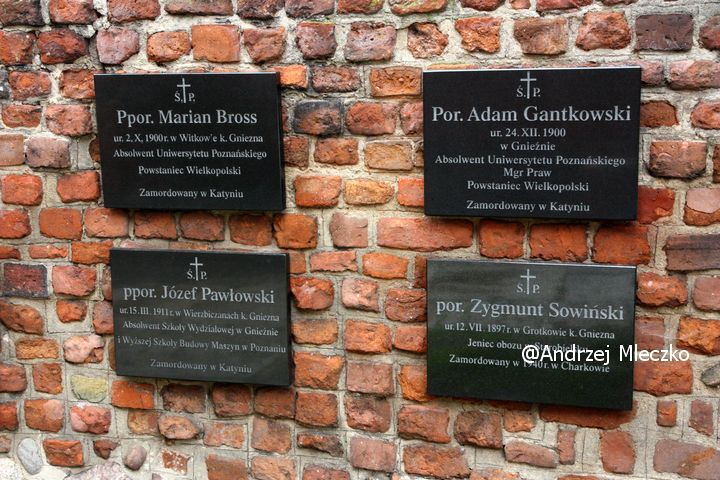 Ś.P.
Ppor. Marian Bross
ur. 2.X.1900r. w Witkow'e k. Gniezna
Absolwent Uniwersytetu Poznańskiego
Powstaniec Wielkopolski
Zamordowany w Katyniu
Ś.P.
Por. Adam Gantkowski
ur. 24. XII. 1900
w Gnieźnie
Absolwent Uniwersytetu Poznańskiego
Mgr Praw
Powstaniec Wielkopolski
Zamordowany w Katyniu
Ś.P.
ppor. Józef Pawłowski
ur. 15. III. 1911 r. w Wierzbiczanach k. Gniezna
Absolwent Szkoły Wydziałowej w Gnieźnie
i Wyższej Szkoły Budowy Maszyn w Poznaniu
Zamordowany w Katyniu
Ś.P.
por. Zygmunt Sowiński
ur. 12. VII. 1897r. w Grotkowie k. Gniezna
Jeniec obozu w
Zamordowany w 1940 r. w Charkowie
@Andrzej Mleczko